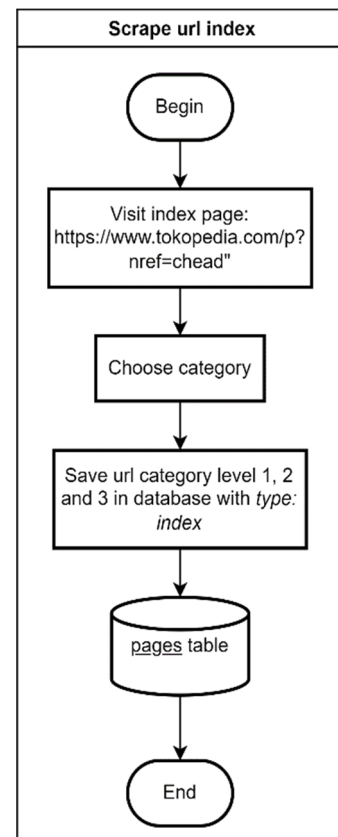 Scrape url index
Begin
Visit index page:
https://www.tokopedia.com/p?
nref=chead"
Choose category
Save url category level 1, 2
and 3 in database with type:
index
pages table
End